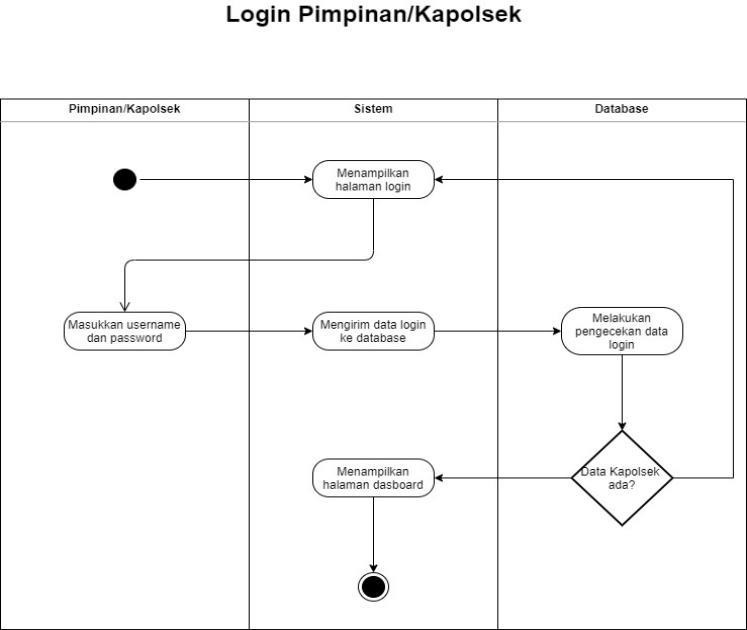 Login Pimpinan/Kapolsek
Pimpinan/Kapolsek
Sistem
Database
Menampilkan
halaman login
Masukkan username
dan password
Mengirim data login
ke database
Melakukan
pengecekan data
login
Menampilkan
halaman dasboard
Data Kapolsek
ada?